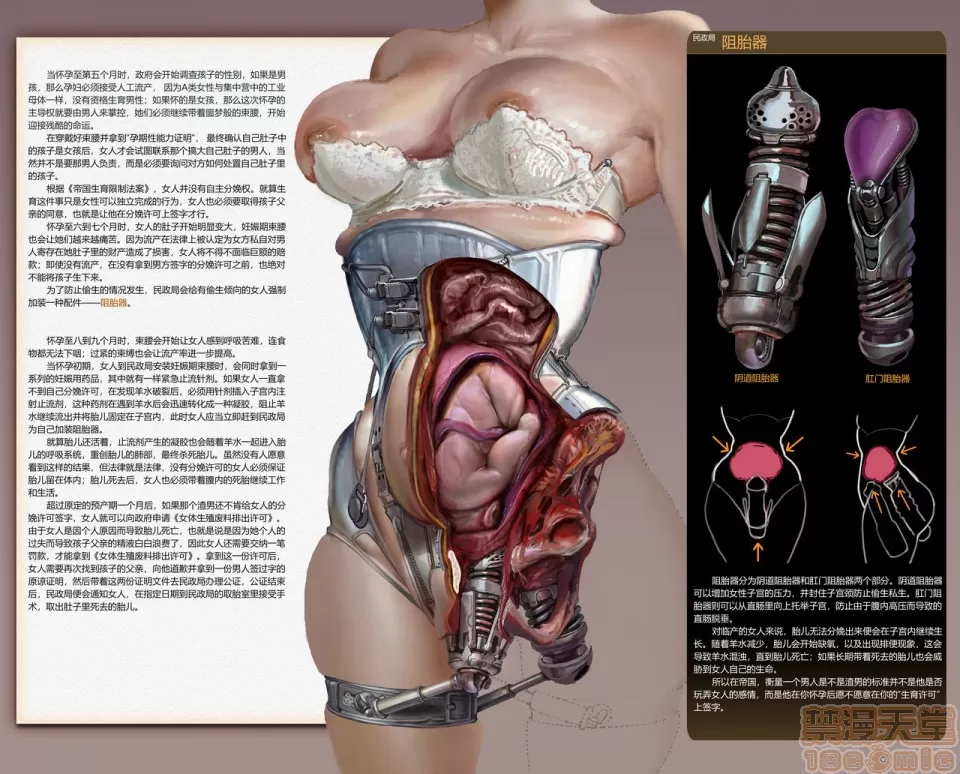 当怀孕至第五个月时，政府会开始调查孩子的性别，如果是男
孩，那么孕妇必须接受人工流产， 因为A类女性与集中营中的工业
母体一样，没有资格生育男性；如果怀的是女孩，那么这次怀孕的
主导权就要由男人来掌控，她们必须继续带着噩梦般的束腰，开始
迎接残酷的命运。
在穿戴好束腰并拿到“孕期性能力证明”， 最终确认自己肚子中
的孩子是女孩后，女人才会试图联系那个搞大自己肚子的男人，当
然并不是要那男人负责，而是必须要询问对方如何处置自己肚子里
的孩子。
根据《帝国生育限制法案》，女人并没有自主分娩权。就算生
育这件事只是女性可以独立完成的行为，女人也必须要取得孩子父
亲的同意，也就是让他在分娩许可上签字才行。
怀孕至六到七个月时，女人的肚子开始明显变大，妊娠期束腰
也会让她们越来越痛苦。因为流产在法律上被认定为女方私自对男
人寄存在她肚子里的财产造成了损害，女人将不得不面临巨额的赔
款；即使没有流产，在没有拿到男方签字的分娩许可之前，也绝对
不能将孩子生下来。
为了防止偷生的情况发生，民政局会给有偷生倾向的女人强制
加装一种配件——阻胎器。
怀孕至八到九个月时，束腰会开始让女人感到呼吸苦难，连食
物都无法下咽；过紧的束缚也会让流产率进一步提高。
当怀孕初期，女人到民政局安装妊娠期束腰时，会同时拿到一
系列的妊娠用药品，其中就有一样紧急止流针剂。如果女人一直拿
不到自己分娩许可，在发现羊水破裂后，必须用针剂插入子宫内注
射止流剂，这种药剂在遇到羊水后会迅速转化成一种凝胶，阻止羊
水继续流出并将胎儿固定在子宫内，此时女人应当立即赶到民政局
为自己加装阻胎器。
就算胎儿还活着，止流剂产生的凝胶也会随着羊水一起进入胎
儿的呼吸系统，重创胎儿的肺部，最终杀死胎儿。虽然没有人愿意
看到这样的结果，但法律就是法律，没有分娩许可的女人必须保证
胎儿留在体内；胎儿死去后，女人也必须带着腹内的死胎继续工作
和生活。
超过原定的预产期一个月后，如果那个渣男还不肯给女人的分
娩许可签字，女人就可以向政府申请《女体生殖废料排出许可》。
由于女人是因个人原因而导致胎儿死亡，也就是说是因为她个人的
过失而导致孩子父亲的精液白白浪费了，因此女人还需要交纳一笔
罚款，才能拿到《女体生殖废料排出许可》。拿到这一份许可后，
女人需要再次找到孩子的父亲，向他道歉并拿到一份男人签过字的
原谅证明，然后带着这两份证明文件去民政局办理公证，公证结束
后，民政局便会通知女人，在指定日期到民政局的取胎室里接受手
术，取出肚子里死去的胎儿。
民政局 阻胎器
阴道阻胎器 肛门阻胎器
阻胎器分为阴道阻胎器和肛门阻胎器两个部分。阴道阻胎器
可以增加女性子宫的压力，并封住子宫颈防止偷生私生。肛门阻
胎器则可以从直肠里向上托举子宫，防止由于腹内高压而导致的
直肠脱垂。
对临产的女人来说，胎儿无法分娩出来便会在子宫内继续生
长。随着羊水减少，胎儿会开始缺氧，以及出现排便现象，这会
导致羊水混浊，直到胎儿死亡；如果长期带着死去的胎儿也会威
胁到女人自己的生命。
所以在帝国，衡量一个男人是不是渣男的标准并不是他是否
玩弄女人的感情，而是他在你怀孕后愿不愿意在你的“生育许可”
上签字。
禁漫天堂
18comic